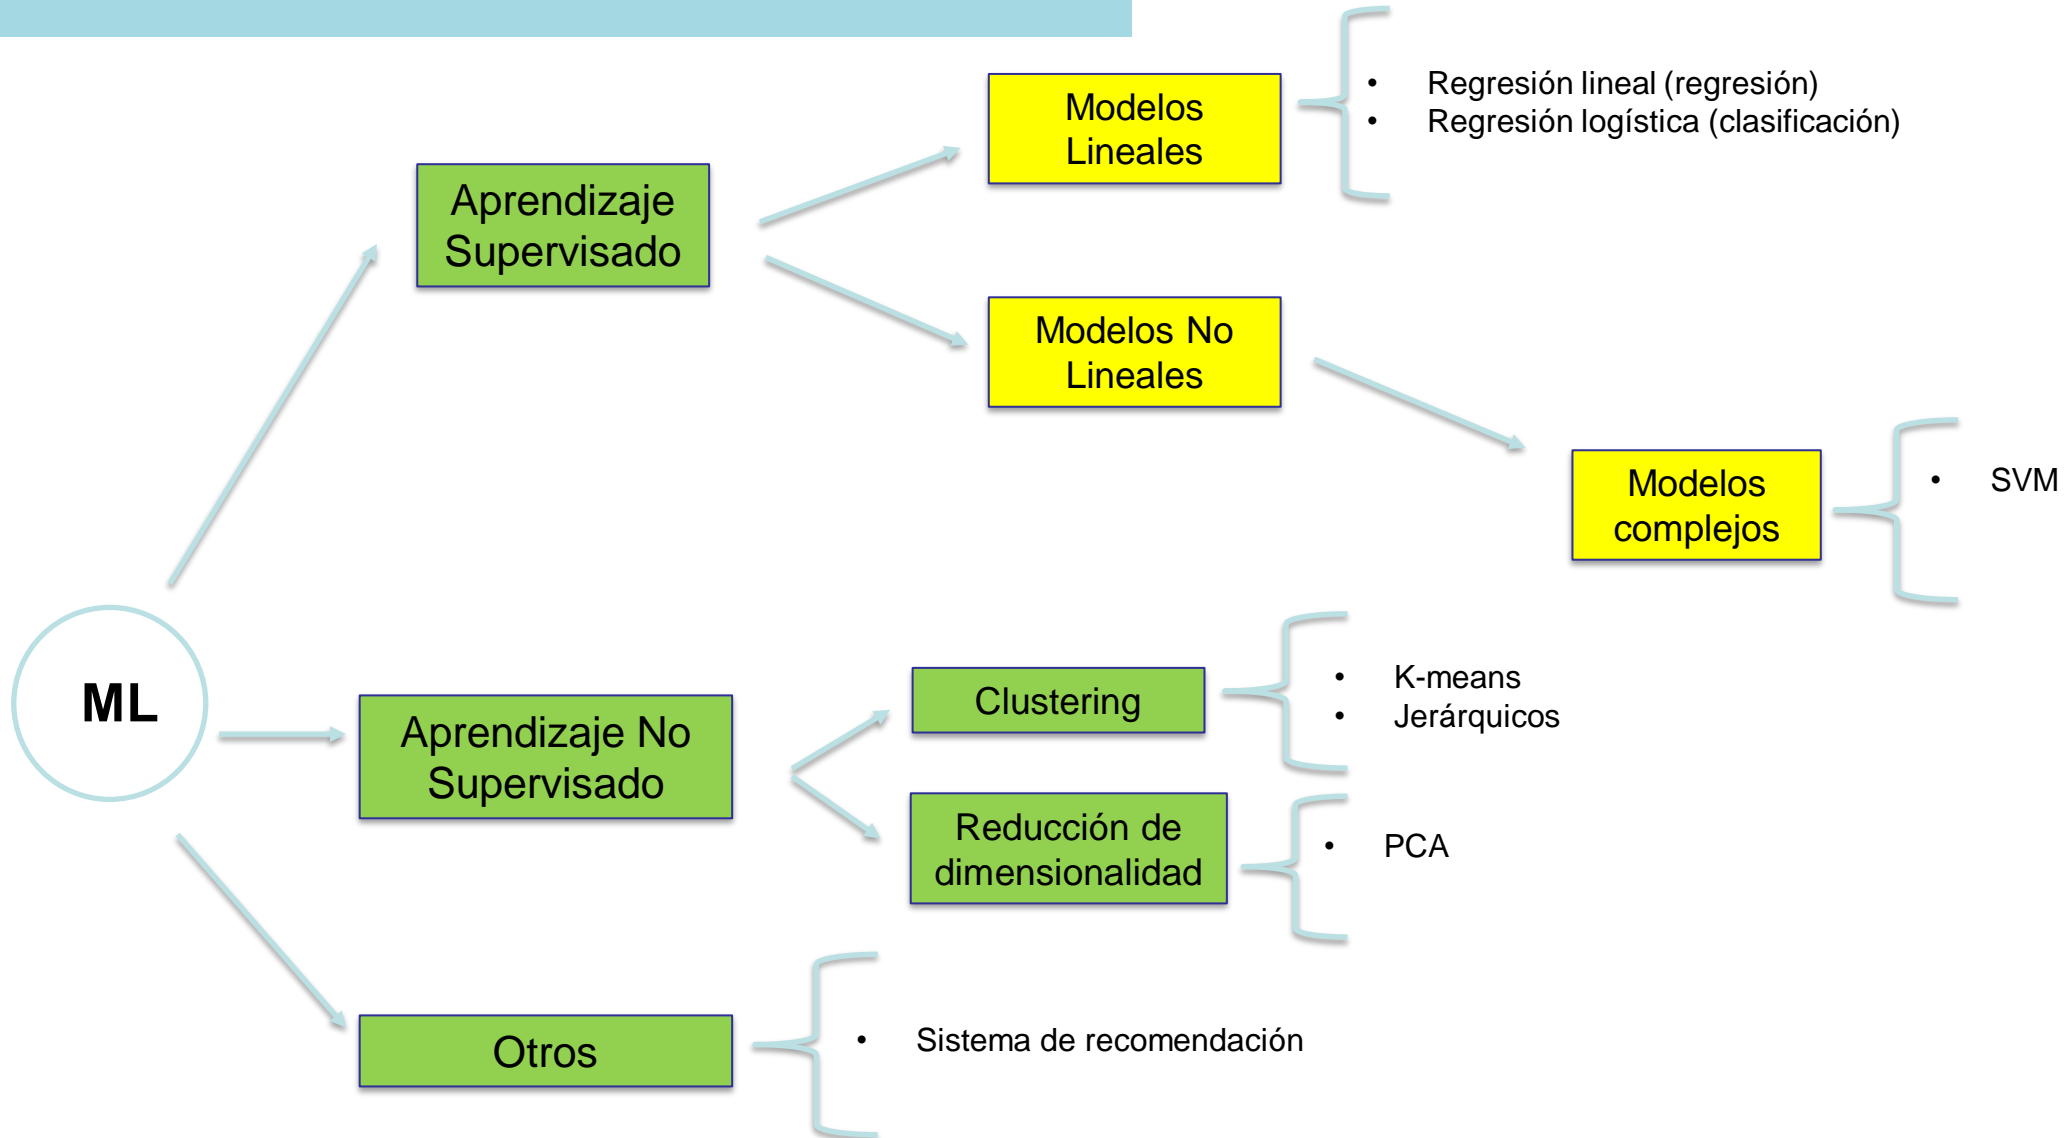 Modelos
Lineales
• Regresión lineal (regresión)
• Regresión logística (clasificación)
Aprendizaje
Supervisado
Modelos No
Lineales
Modelos
complejos
• SVM
ML
Aprendizaje No
Supervisado
Clustering
• K-means
• Jerárquicos
Reducción de
dimensionalidad
• PCA
Otros
• Sistema de recomendación